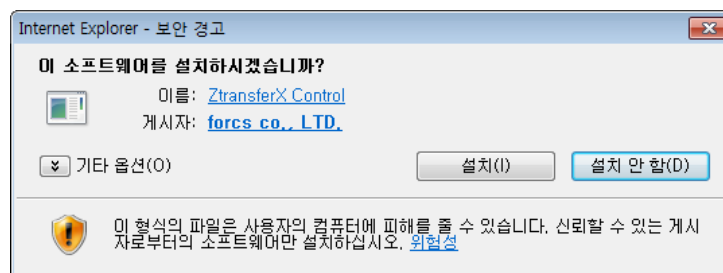 Internet Explorer - 보안 경고
이 소프트웨어를 설치하시겠습니까?
이름: ZtransferX Control
게시자: forcs co,, LTD,
기타 옵션(O)
설치(I)
설치 안 함(D)
이 형식의 파일은 사용자의 컴퓨터에 피해를 줄 수 있습니다. 신뢰할 수 있는 게시
자로부터의 소프트웨어만 설치하십시오. 위험성